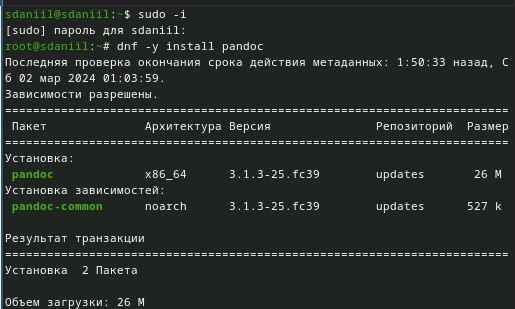 sdaniil@sdaniil:~$ sudo -i
[sudo] пароль для sdaniil:
root@sdaniil:~# dnf -y install pandoc
Последняя проверка окончания срока действия метаданных: 1:50:33 назад, С
б 02 мар 2024 01:03:59.
Зависимости разрешены.
========================================================================
Пакет Архитектура Версия Репозиторий Размер
========================================================================
Установка:
pandoc x86_64 3.1.3-25.fc39 updates 26 M
Установка зависимостей:
pandoc-common noarch 3.1.3-25.fc39 updates 527 k
Результат транзакции
========================================================================
Установка 2 Пакета
Объем загрузки: 26 M